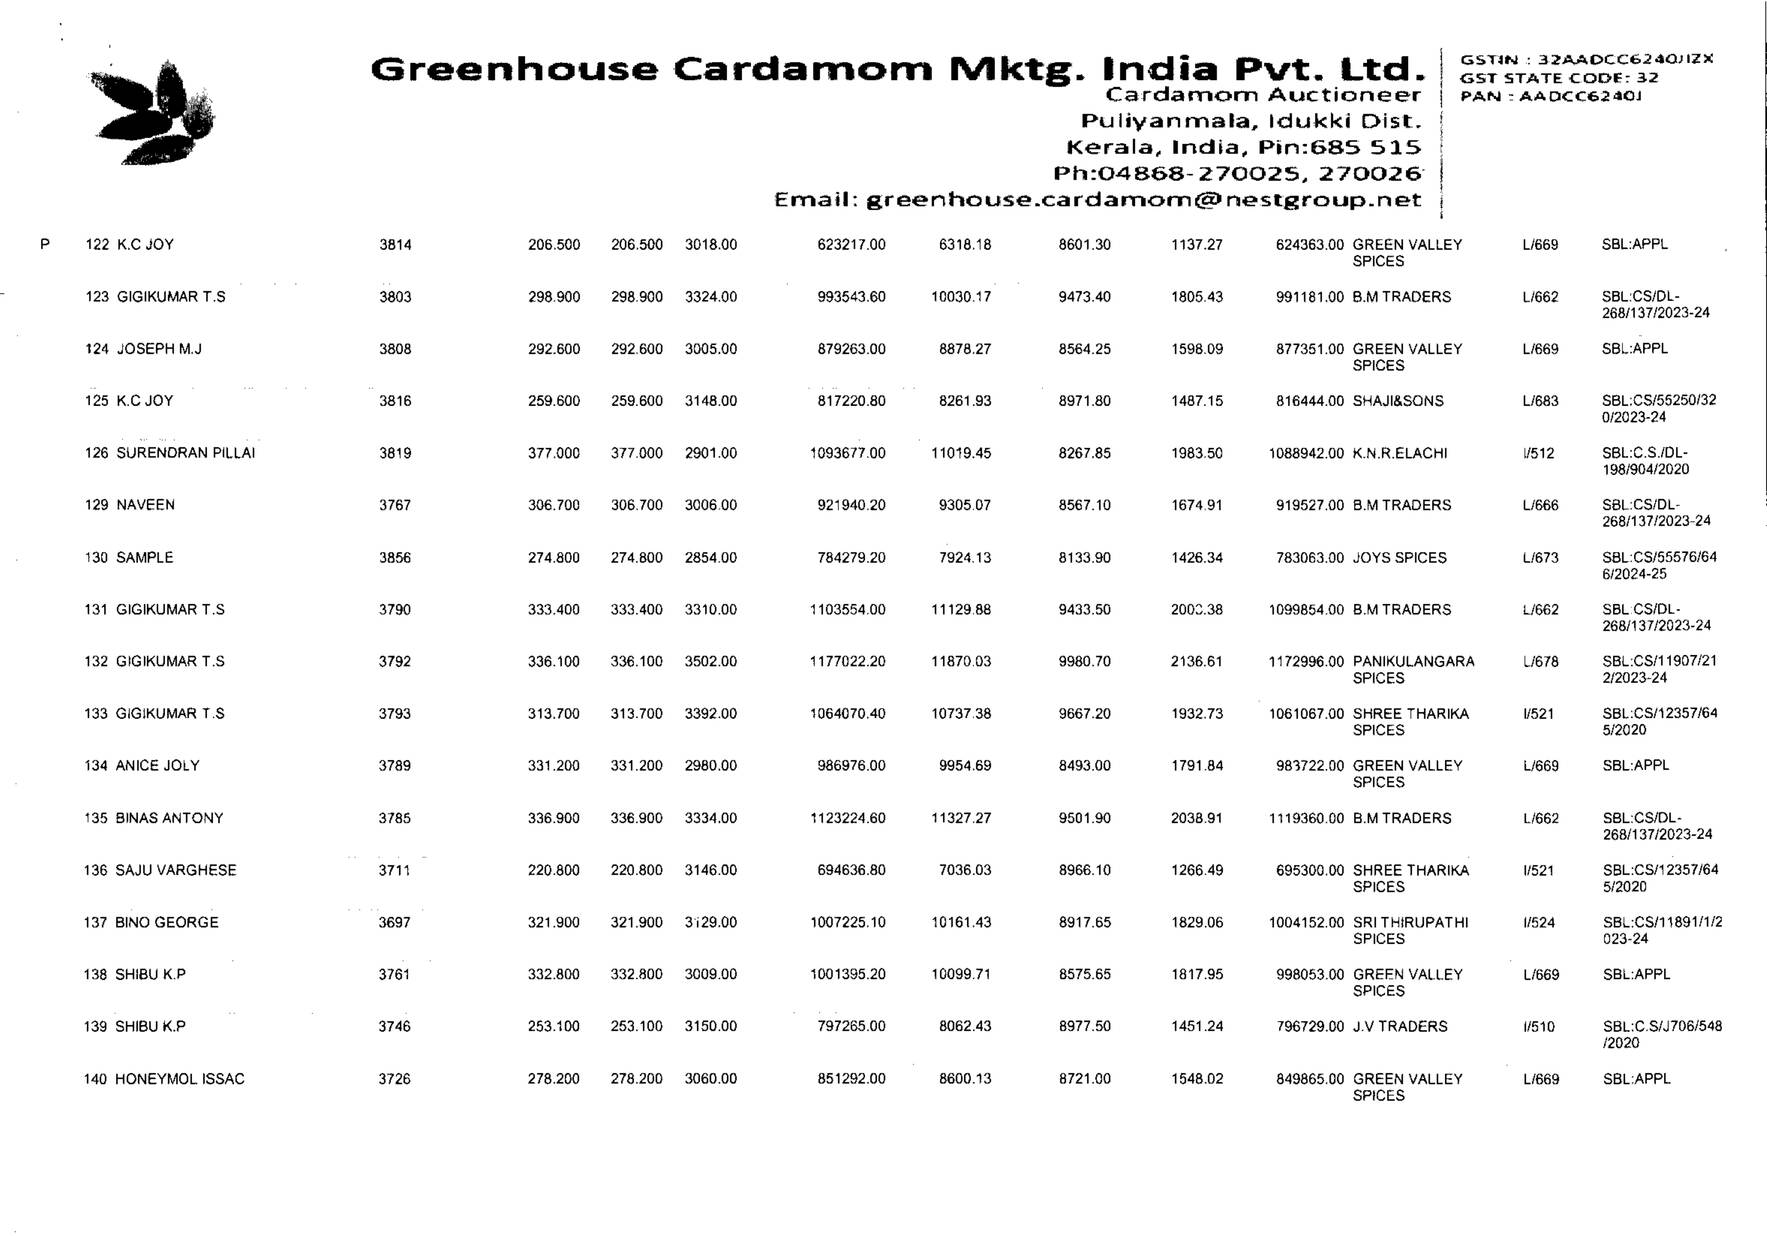 Greenhouse Cardamom Mktg. India Pvt. Ltd.
Cardamom Auctioneer
Puliyanmala, Idukki Dist.
Kerala, India, Pin:685 515
Ph:04868-270025, 270026
Email: greenhouse.cardamom@nestgroup.net
GSTIN : 32AADCC6240J1ZX
GST STATE CODE: 32
PAN : AADCC6240J
P 122 K.C JOY 3814 206.500 206.500 3018.00 623217.00 6318.18 8601.30 1137.27 624363.00 GREEN VALLEY L/669 SBL:APPL
SPICES
123 GIGIKUMAR T.S 3803 298.900 298.900 3324.00 993543.60 10030.17 9473.40 1805.43 991181.00 B.M TRADERS L/662 SBL:CS/DL-
268/137/2023-24
124 JOSEPH M.J 3808 292.600 292.600 3005.00 879263.00 8878.27 8564.25 1598.09 877351.00 GREEN VALLEY L/669 SBL:APPL
SPICES
125 K.C JOY 3816 259.600 259.600 3148.00 817220.80 8261.93 8971.80 1487.15 816444.00 SHAJI&SONS L/683 SBL:CS/55250/32
0/2023-24
126 SURENDRAN PILLAI 3819 377.000 377.000 2901.00 1093677.00 11019.45 8267.85 1983.50 1088942.00 K.N.R.ELACHI I/512 SBL:C.S./DL-
198/904/2020
129 NAVEEN 3767 306.700 306.700 3006.00 921940.20 9305.07 8567.10 1674.91 919527.00 B.M TRADERS L/666 SBL:CS/DL-
268/137/2023-24
130 SAMPLE 3856 274.800 274.800 2854.00 784279.20 7924.13 8133.90 1426.34 783063.00 JOYS SPICES L/673 SBL:CS/55576/64
6/2024-25
131 GIGIKUMAR T.S 3790 333.400 333.400 3310.00 1103554.00 11129.88 9433.50 1099854.00 B.M TRADERS L/662 SBL:CS/DL-
268/137/2023-24
132 GIGIKUMAR T.S 3792 336.100 336.100 3502.00 1177022.20 11870.03 9980.70 2136.61 1172996.00 PANIKULANGARA L/678 SBL:CS/11907/21
SPICES 2/2023-24
133 GIGIKUMAR T.S 3793 313.700 313.700 3392.00 1064070.40 10737.38 9667.20 1932.73 1061067.00 SHREE THARIKA I/521 SBL:CS/12357/64
SPICES 5/2020
134 ANICE JOLY 3789 331.200 331.200 2980.00 986976.00 9954.69 8493.00 1791.84 983722.00 GREEN VALLEY L/669 SBL:APPL
SPICES
135 BINAS ANTONY 3785 336.900 336.900 3334.00 1123224.60 11327.27 9501.90 2038.91 1119360.00 B.M TRADERS L/662 SBL:CS/DL-
268/137/2023-24
136 SAJU VARGHESE 3711 220.800 220.800 3146.00 694636.80 7036.03 8966.10 1266.49 695300.00 SHREE THARIKA I/521 SBL:CS/12357/64
SPICES 5/2020
137 BINO GEORGE 3697 321.900 321.900 3129.00 1007225.10 10161.43 8917.65 1829.06 1004152.00 SRI THIRUPATHI I/524 SBL:CS/11891/1/2
SPICES 023-24
138 SHIBU K.P 3761 332.800 332.800 3009.00 1001395.20 10099.71 8575.65 1817.95 998053.00 GREEN VALLEY L/669 SBL:APPL
SPICES
139 SHIBU K.P 3746 253.100 253.100 3150.00 797265.00 8062.43 8977.50 1451.24 796729.00 J.V TRADERS I/510 SBL:C.S/J706/548
/2020
140 HONEYMOL ISSAC 3726 278.200 278.200 3060.00 851292.00 8600.13 8721.00 1548.02 849865.00 GREEN VALLEY L/669 SBL:APPL
SPICES